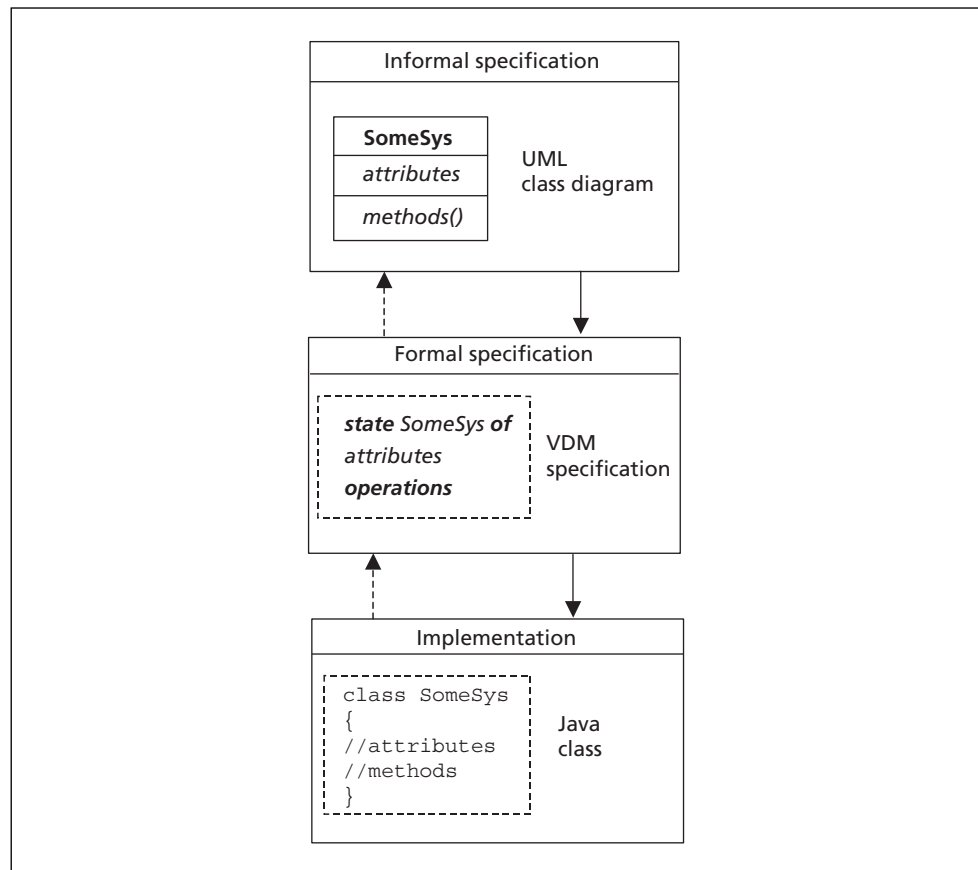 Informal specification
SomeSys
attributes
methods()
UML
class diagram
Formal specification
state SomeSys of
attributes
operations
VDM
specification
Implementation
class SomeSys
{
//attributes
//methods
}
Java
class